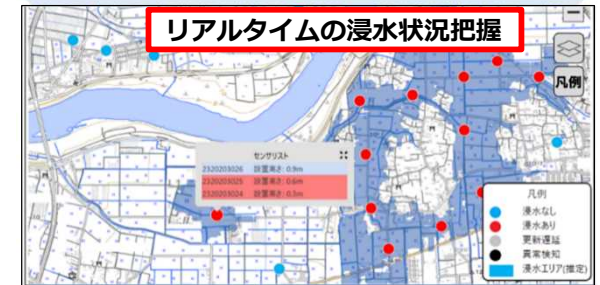 リアルタイムの浸水状況把握
凡例
センサリスト
2320203026 設置高さ: 0.9m
2320203025 設置高さ: 0.6m
2320203024 設置高さ: 0.3m
凡例
浸水なし
浸水あり
更新遅延
異常検知
浸水エリア(推定)